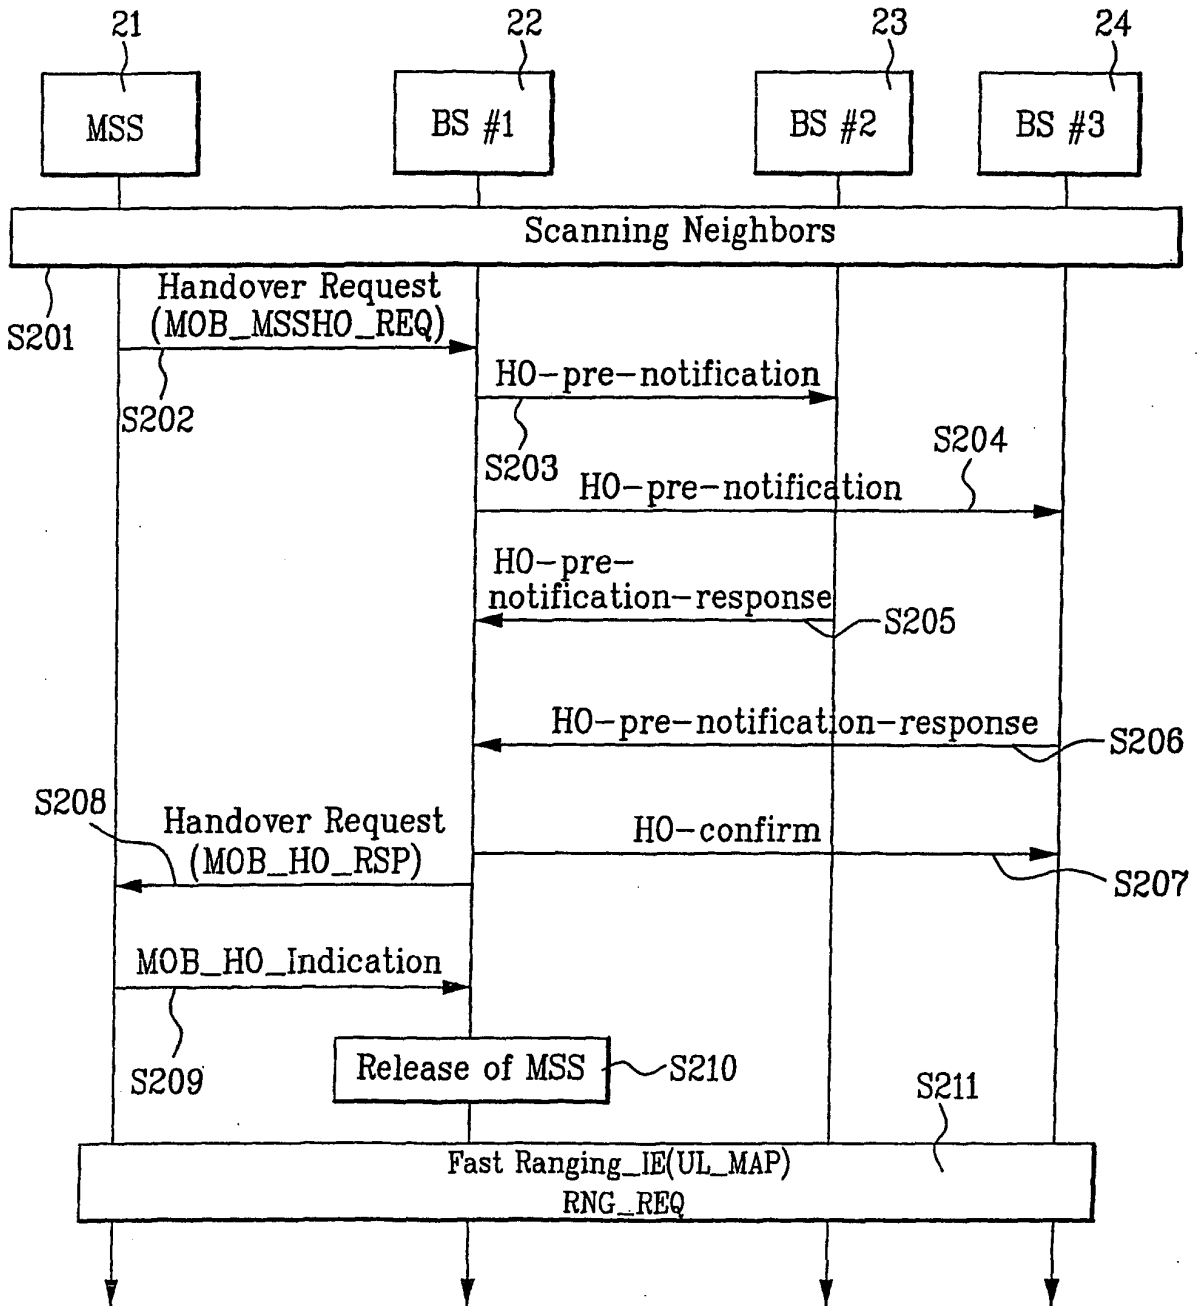 21
22
23
24
MSS
BS #1
BS #2
BS #3
Scanning Neighbors
S201
Handover Request
(MOB_MSSHO_REQ)
S202
HO-pre-notification
S203
S204
HO-pre-notification
HO-pre-
notification-response
S205
HO-pre-notification-response
S206
S208
Handover Request
(MOB_HO_RSP)
HO-confirm
S207
MOB_HO_Indication
S209
Release of MSS
S210
S211
Fast Ranging_IE(UL_MAP)
RNG_REQ